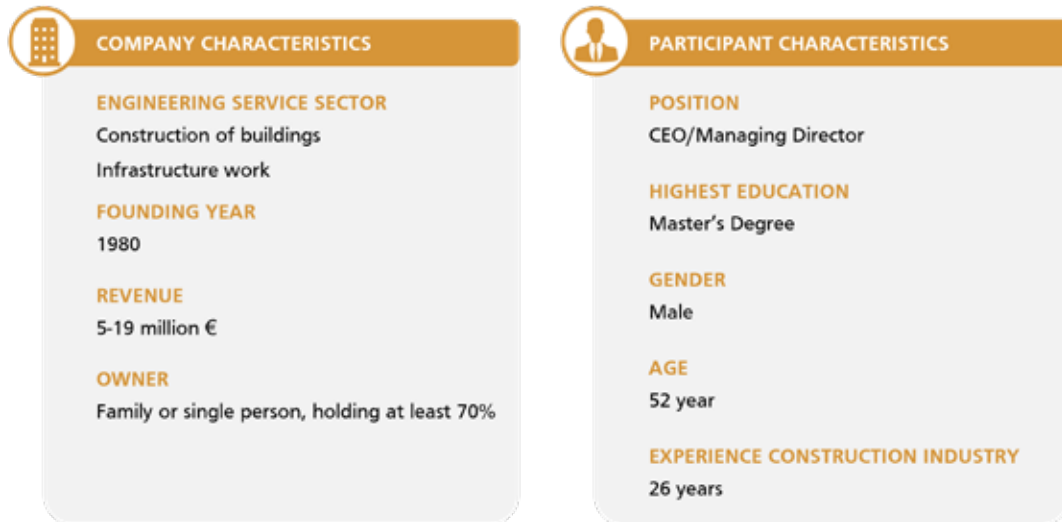 COMPANY CHARACTERISTICS
ENGINEERING SERVICE SECTOR
Construction of buildings
Infrastructure work
FOUNDING YEAR
1980
REVENUE
5-19 million €
OWNER
Family or single person, holding at least 70%
PARTICIPANT CHARACTERISTICS
POSITION
CEO/Managing Director
HIGHEST EDUCATION
Master's Degree
GENDER
Male
AGE
52 year
EXPERIENCE CONSTRUCTION INDUSTRY
26 years